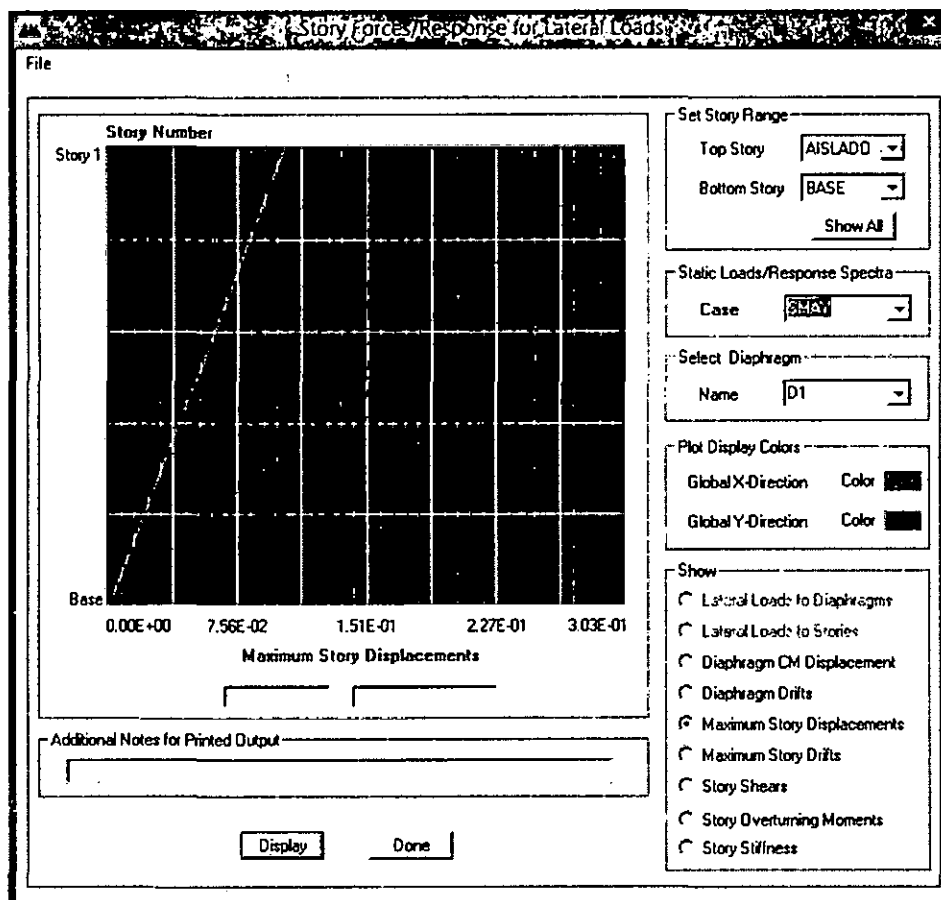 Story Forces/Response for Lateral Loads
File
Story Number
Story 1
Base
0.00E+00 7.56E-02 1.51E-01 2.27E-01 3.03E-01
Maximum Story Displacements
Additional Notes for Printed Output
Display Done
Set Story Range
Top Story AISLADO
Bottom Story BASE
Show All
Static Loads/Response Spectra
Case SMAY
Select Diaphragm
Name D1
Plot Display Colors
Global X-Direction Color
Global Y-Direction Color
Show
Lateral Loads to Diaphragms
Lateral Loads to Stories
Diaphragm CM Displacement
Diaphragm Drifts
Maximum Story Displacements
Maximum Story Drifts
Story Shears
Story Overturning Moments
Story Stiffness